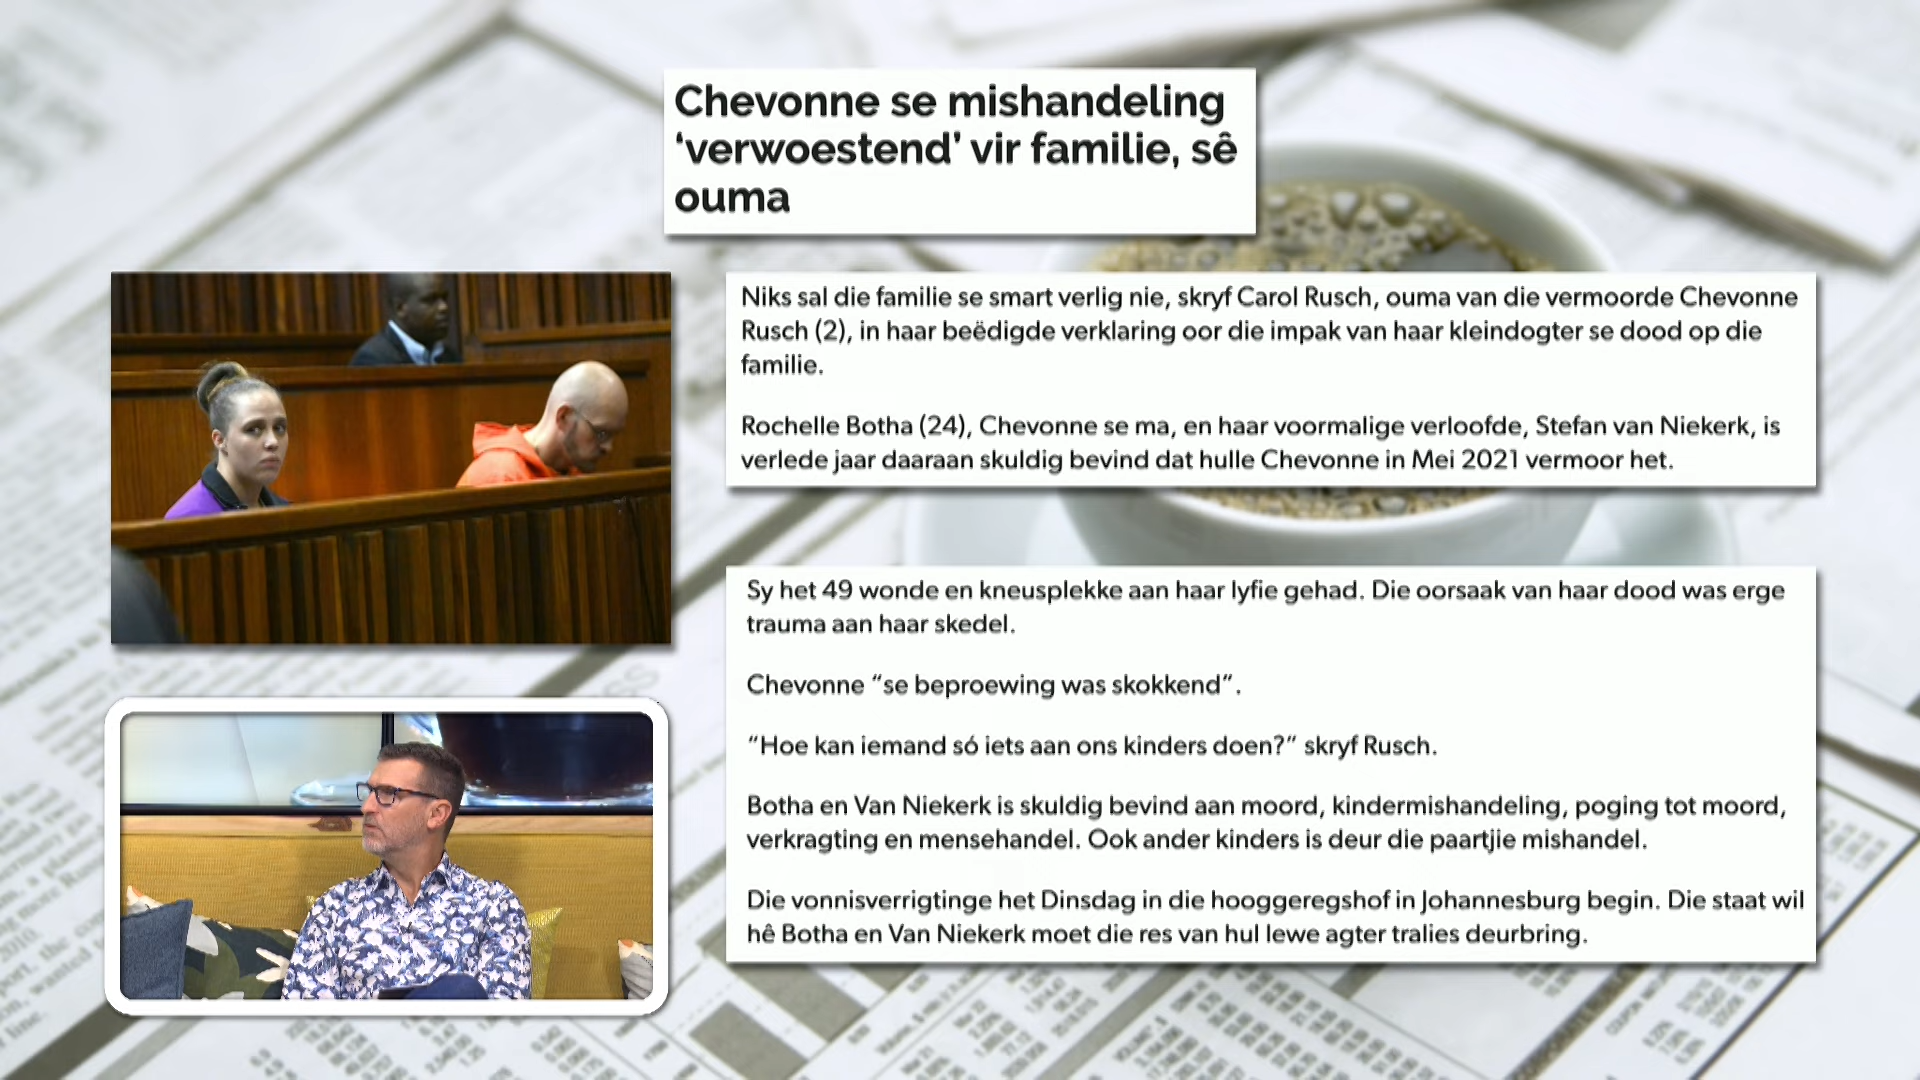 Chevonne se mishandeling
‘verwoestend’ vir familie, sê
ouma
Niks sal die familie se smart verlig nie, skryf Carol Rusch, ouma van die vermoorde Chevonne
Rusch (2), in haar beëdigde verklaring oor die impak van haar kleindogter se dood op die
familie.
Rochelle Botha (24), Chevonne se ma, en haar voormalige verloofde, Stefan van Niekerk, is
verlede jaar daaraan skuldig bevind dat hulle Chevonne in Mei 2021 vermoor het.
Sy het 49 wonde en kneusplekke aan haar lyfie gehad. Die oorsaak van haar dood was erge
trauma aan haar skedel.
Chevonne “se beproewing was skokkend”.
“Hoe kan iemand só iets aan ons kinders doen?” skryf Rusch.
Botha en Van Niekerk is skuldig bevind aan moord, kindermishandeling, poging tot moord,
verkragting en mensehandel. Ook ander kinders is deur die paartjie mishandel.
Die vonnisverrigtinge het Dinsdag in die hooggeregshof in Johannesburg begin. Die staat wil
hê Botha en Van Niekerk moet die res van hul lewe agter tralies deurbring.